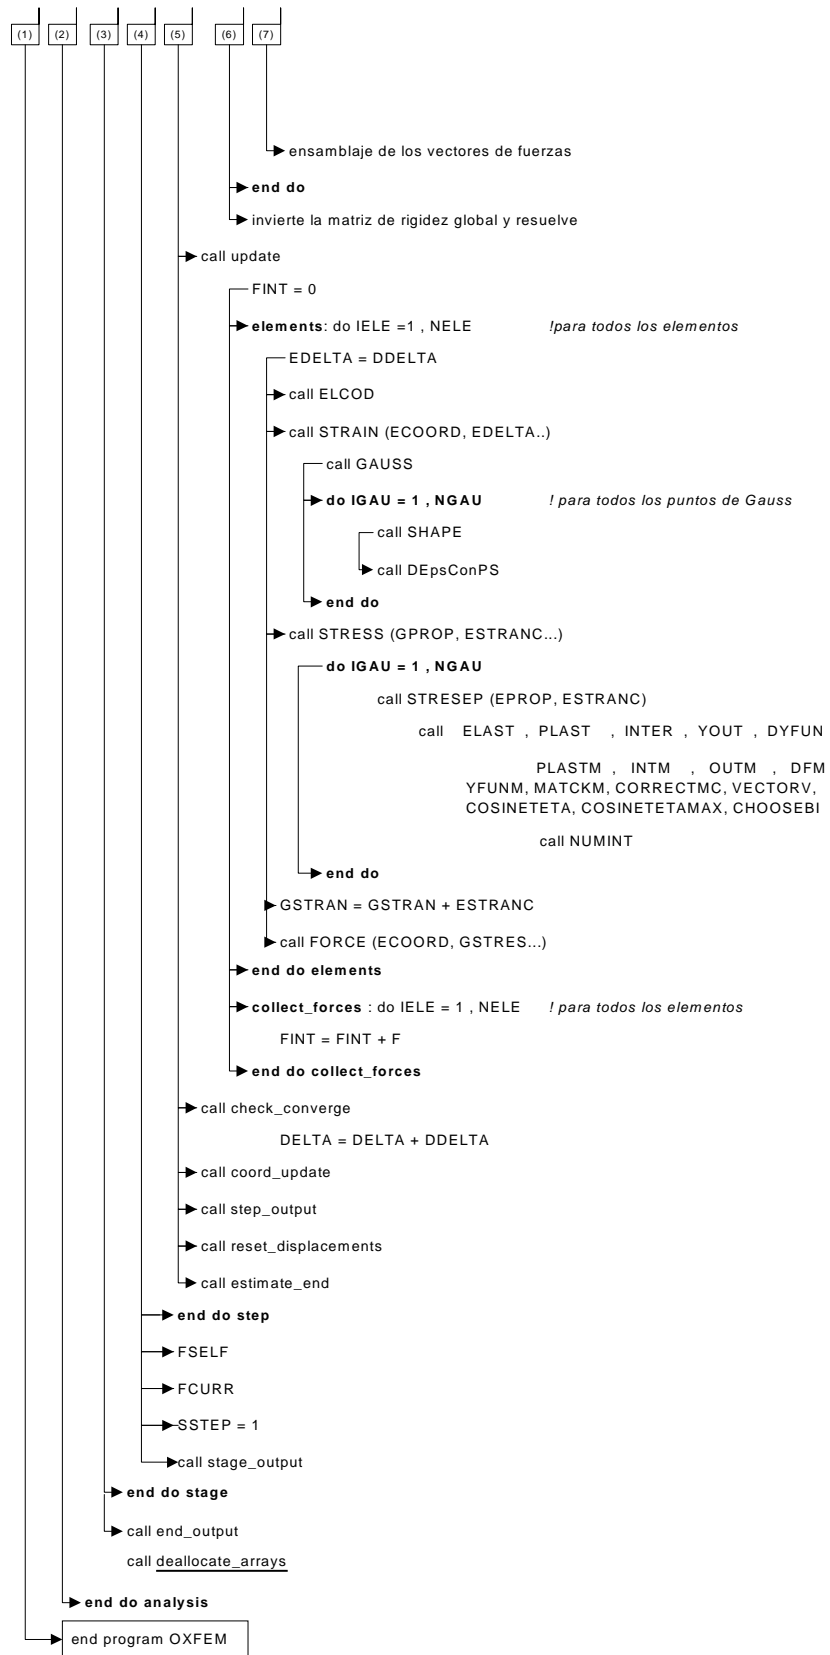 (1) (2) (3) (4) (5) (6) (7)
ensamblaje de los vectores de fuerzas
end do
invierte la matriz de rigidez global y resuelve
call update
FINT = 0
elements: do IELE =1 , NELE !para todos los elementos
EDELTA = DDELTA
call ELCOD
call STRAIN (ECOORD, EDELTA..)
call GAUSS
do IGAU = 1 , NGAU ! para todos los puntos de Gauss
call SHAPE
call DEpsConPS
end do
call STRESS (GPROP, ESTRANC...)
do IGAU = 1 , NGAU
call STRESEP (EPROP, ESTRANC)
call ELAST , PLAST , INTER , YOUT , DYFUN
PLASTM , INTM , OUTM , DFM
YFUNM, MATCKM, CORRECTMC, VECTORV,
COSINETETA, COSINETETAMAX, CHOOSEBI
call NUMINT
end do
GSTRAN = GSTRAN + ESTRANC
call FORCE (ECOORD, GSTRES...)
end do elements
collect_forces : do IELE = 1 , NELE ! para todos los elementos
FINT = FINT + F
end do collect_forces
call check_converge
DELTA = DELTA + DDELTA
call coord_update
call step_output
call reset_displacements
call estimate_end
end do step
FSELF
FCURR
SSTEP = 1
call stage_output
end do stage
call end_output
call deallocate_arrays
end do analysis
end program OXFEM